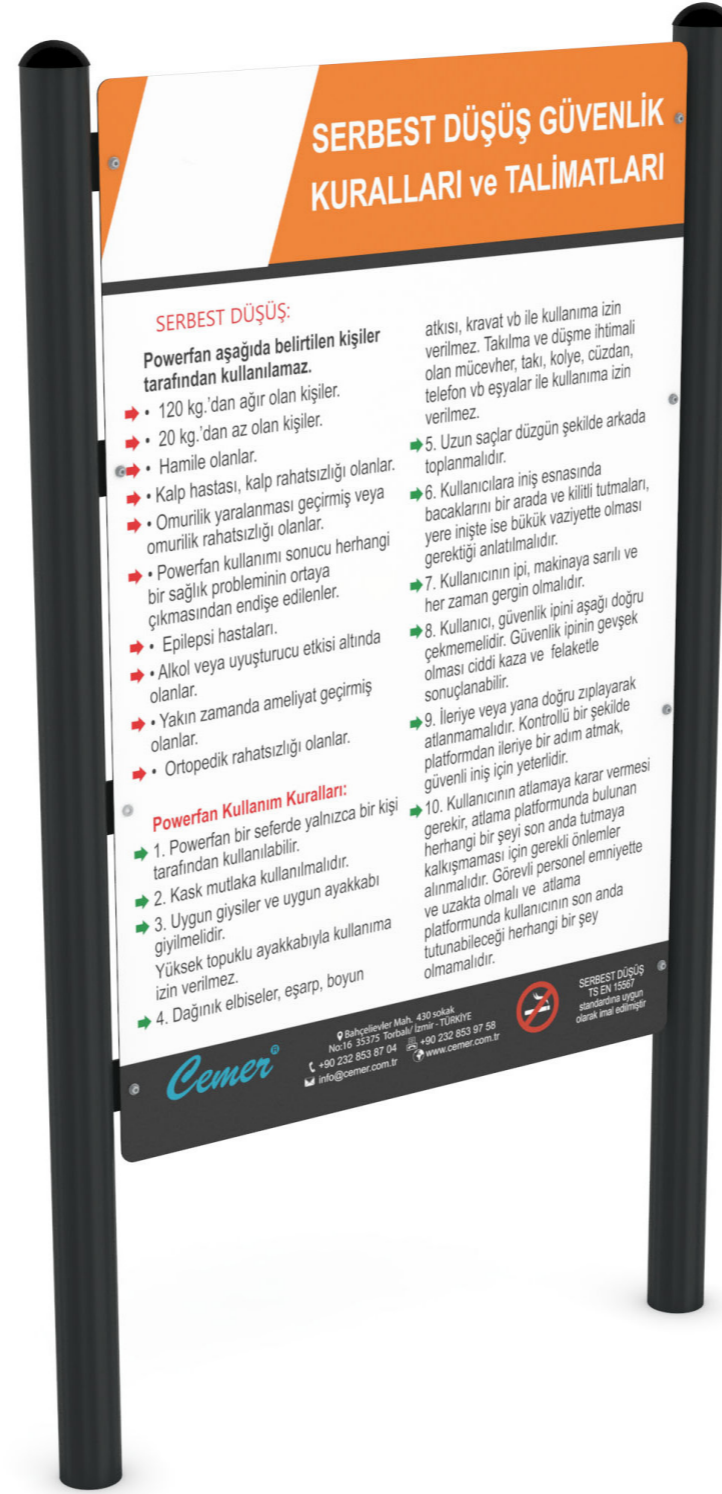 SERBEST DÜŞÜŞ GÜVENLİK
KURALLARI ve TALİMATLARI
SERBEST DÜŞÜŞ:
Powerfan aşağıda belirtilen kişiler
tarafından kullanılamaz.
• 120 kg.'dan ağır olan kişiler.
• 20 kg.'dan az olan kişiler.
• Hamile olanlar.
• Kalp hastası, kalp rahatsızlığı olanlar.
• Omurilik yaralanması geçirmiş veya
omurilik rahatsızlığı olanlar.
• Powerfan kullanımı sonucu herhangi
bir sağlık probleminin ortaya
çıkmasından endişe edilenler.
• Epilepsi hastaları.
• Alkol veya uyuşturucu etkisi altında
olanlar.
• Yakın zamanda ameliyat geçirmiş
olanlar.
• Ortopedik rahatsızlığı olanlar.
Powerfan Kullanım Kuralları:
1. Powerfan bir seferde yalnızca bir kişi
tarafından kullanılabilir.
2. Kask mutlaka kullanılmalıdır.
3. Uygun giysiler ve uygun ayakkabı
giyilmelidir.
Yüksek topuklu ayakkabıyla kullanıma
izin verilmez.
4. Dağınık elbiseler, eşarp, boyun
atkısı, kravat vb ile kullanıma izin
verilmez. Takılma ve düşme ihtimali
olan mücevher, takı, kolye, cüzdan,
telefon vb eşyalar ile kullanıma izin
verilmez.
5. Uzun saçlar düzgün şekilde arkada
toplanmalıdır.
6. Kullanıcılara iniş esnasında
bacaklarını bir arada ve kilitli tutmaları,
yere inişte ise bükük vaziyette olması
gerektiği anlatılmalıdır.
7. Kullanıcının ipi, makinaya sarılı ve
her zaman gergin olmalıdır.
8. Kullanıcı, güvenlik ipini aşağı doğru
çekmemelidir. Güvenlik ipinin gevşek
olması ciddi kaza ve felaketle
sonuçlanabilir.
9. İleriye veya yana doğru zıplayarak
atlanmamalıdır. Kontrollü bir şekilde
platformdan ileriye bir adım atmak,
güvenli iniş için yeterlidir.
10. Kullanıcının atlamaya karar vermesi
gerekir, atlama platformunda bulunan
herhangi bir şeyi son anda tutmaya
kalkışmaması için gerekli önlemler
alınmalıdır. Görevli personel emniyette
ve uzakta olmalı ve atlama
platformunda kullanıcının son anda
tutunabileceği herhangi bir şey
olmamalıdır.
Cemer®
Bahçelievler Mah. 430 sokak
No:16 35375 Torbalı/ İzmir - TÜRKİYE
+90 232 853 87 04 +90 232 853 97 58
info@cemer.com.tr www.cemer.com.tr
SERBEST DÜŞÜŞ
TS EN 15567
standardına uygun
olarak imal edilmiştir